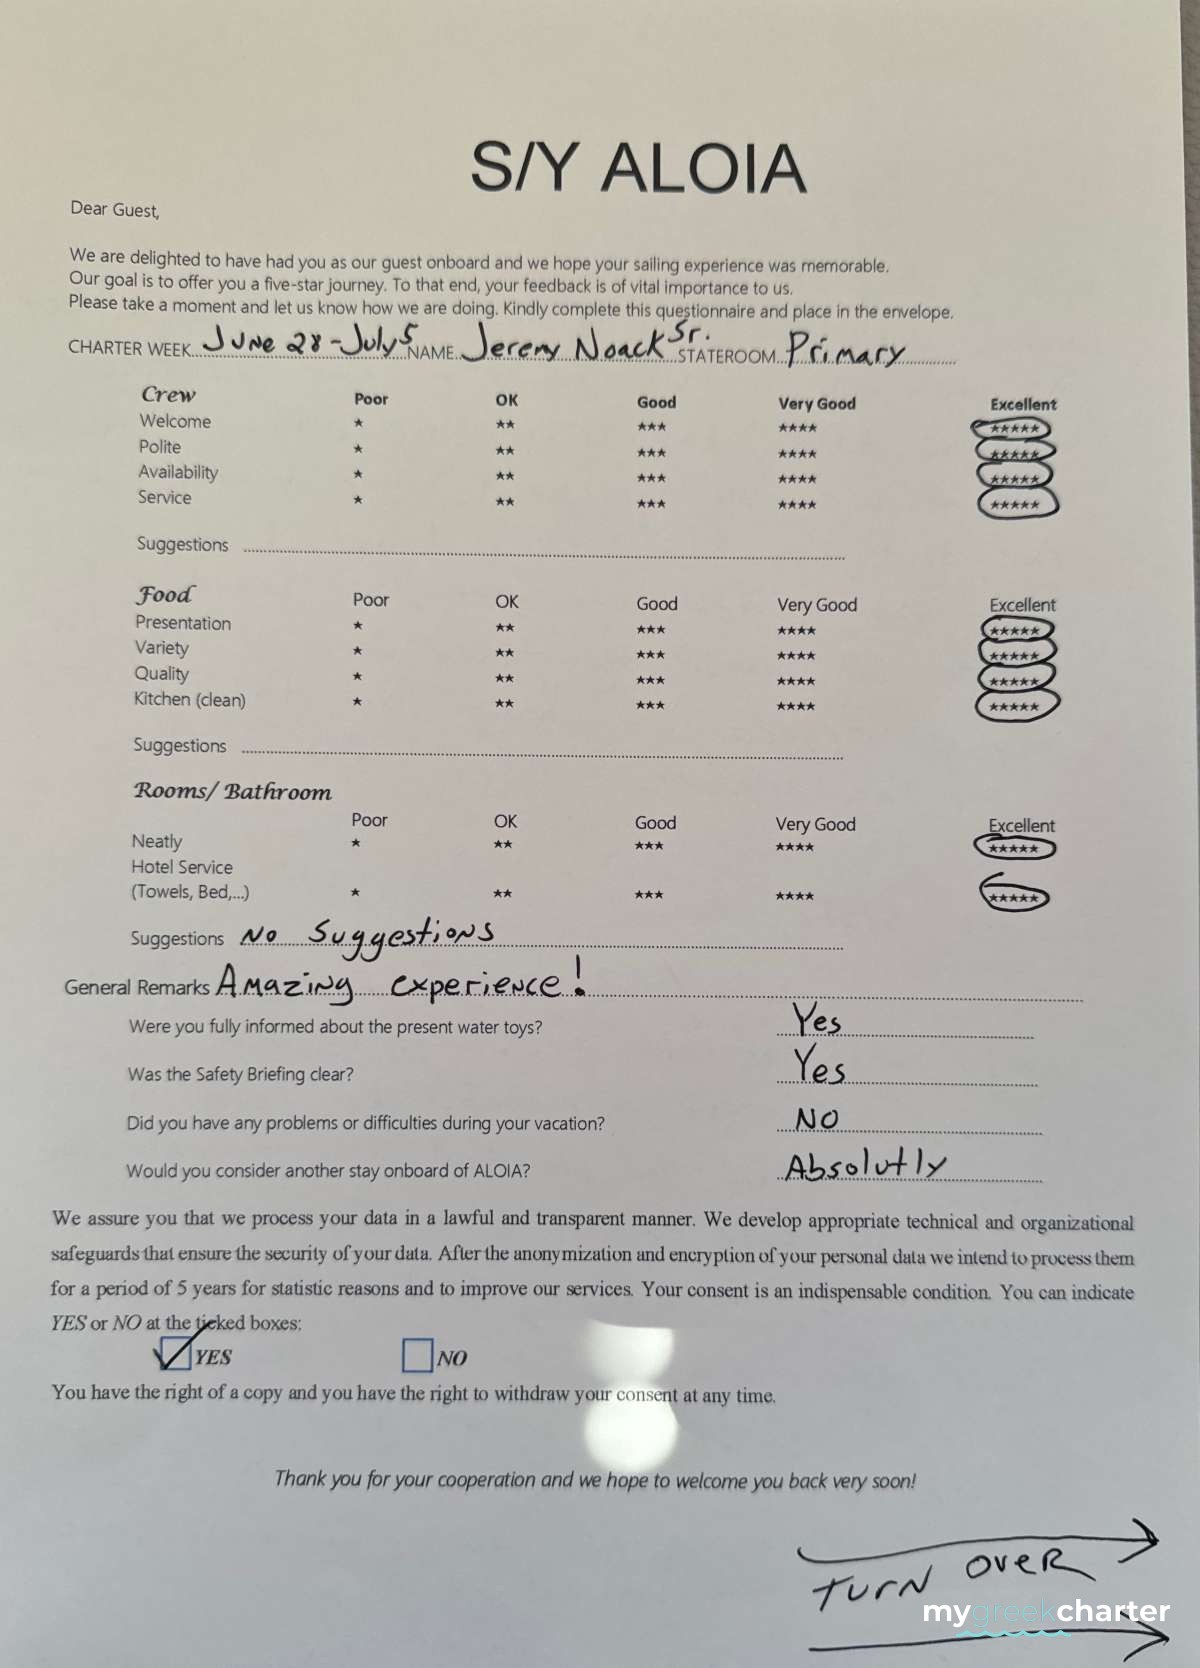 S/Y ALOIA
Dear Guest,
We are delighted to have had you as our guest onboard and we hope your sailing experience was memorable.
Our goal is to offer you a five-star journey. To that end, your feedback is of vital importance to us.
Please take a moment and let us know how we are doing. Kindly complete this questionnaire and place in the envelope.
CHARTER WEEK June 28-July 5 NAME Jeremy Noack Sr. STATEROOM Primary
Crew Poor OK Good Very Good Excellent
Welcome ★ ★★ ★★★ ★★★★ ★★★★★
Polite ★ ★★ ★★★ ★★★★ ★★★★★
Availability ★ ★★ ★★★ ★★★★ ★★★★★
Service ★ ★★ ★★★ ★★★★ ★★★★★
Suggestions
Food Poor OK Good Very Good Excellent
Presentation ★ ★★ ★★★ ★★★★ ★★★★★
Variety ★ ★★ ★★★ ★★★★ ★★★★★
Quality ★ ★★ ★★★ ★★★★ ★★★★★
Kitchen (clean) ★ ★★ ★★★ ★★★★ ★★★★★
Suggestions
Rooms/ Bathroom
Poor OK Good Very Good Excellent
Neatly ★ ★★ ★★★ ★★★★ ★★★★★
Hotel Service
(Towels, Bed,...) ★ ★★ ★★★ ★★★★ ★★★★★
Suggestions No Suggestions
General Remarks Amazing experience!
Were you fully informed about the present water toys? Yes
Was the Safety Briefing clear? Yes
Did you have any problems or difficulties during your vacation? NO
Would you consider another stay onboard of ALOIA? Absolutly
We assure you that we process your data in a lawful and transparent manner. We develop appropriate technical and organizational
safeguards that ensure the security of your data. After the anonymization and encryption of your personal data we intend to process them
for a period of 5 years for statistic reasons and to improve our services. Your consent is an indispensable condition. You can indicate
YES or NO at the ticked boxes:
YES NO
You have the right of a copy and you have the right to withdraw your consent at any time.
Thank you for your cooperation and we hope to welcome you back very soon!
TURN OVER
mygreekcharter